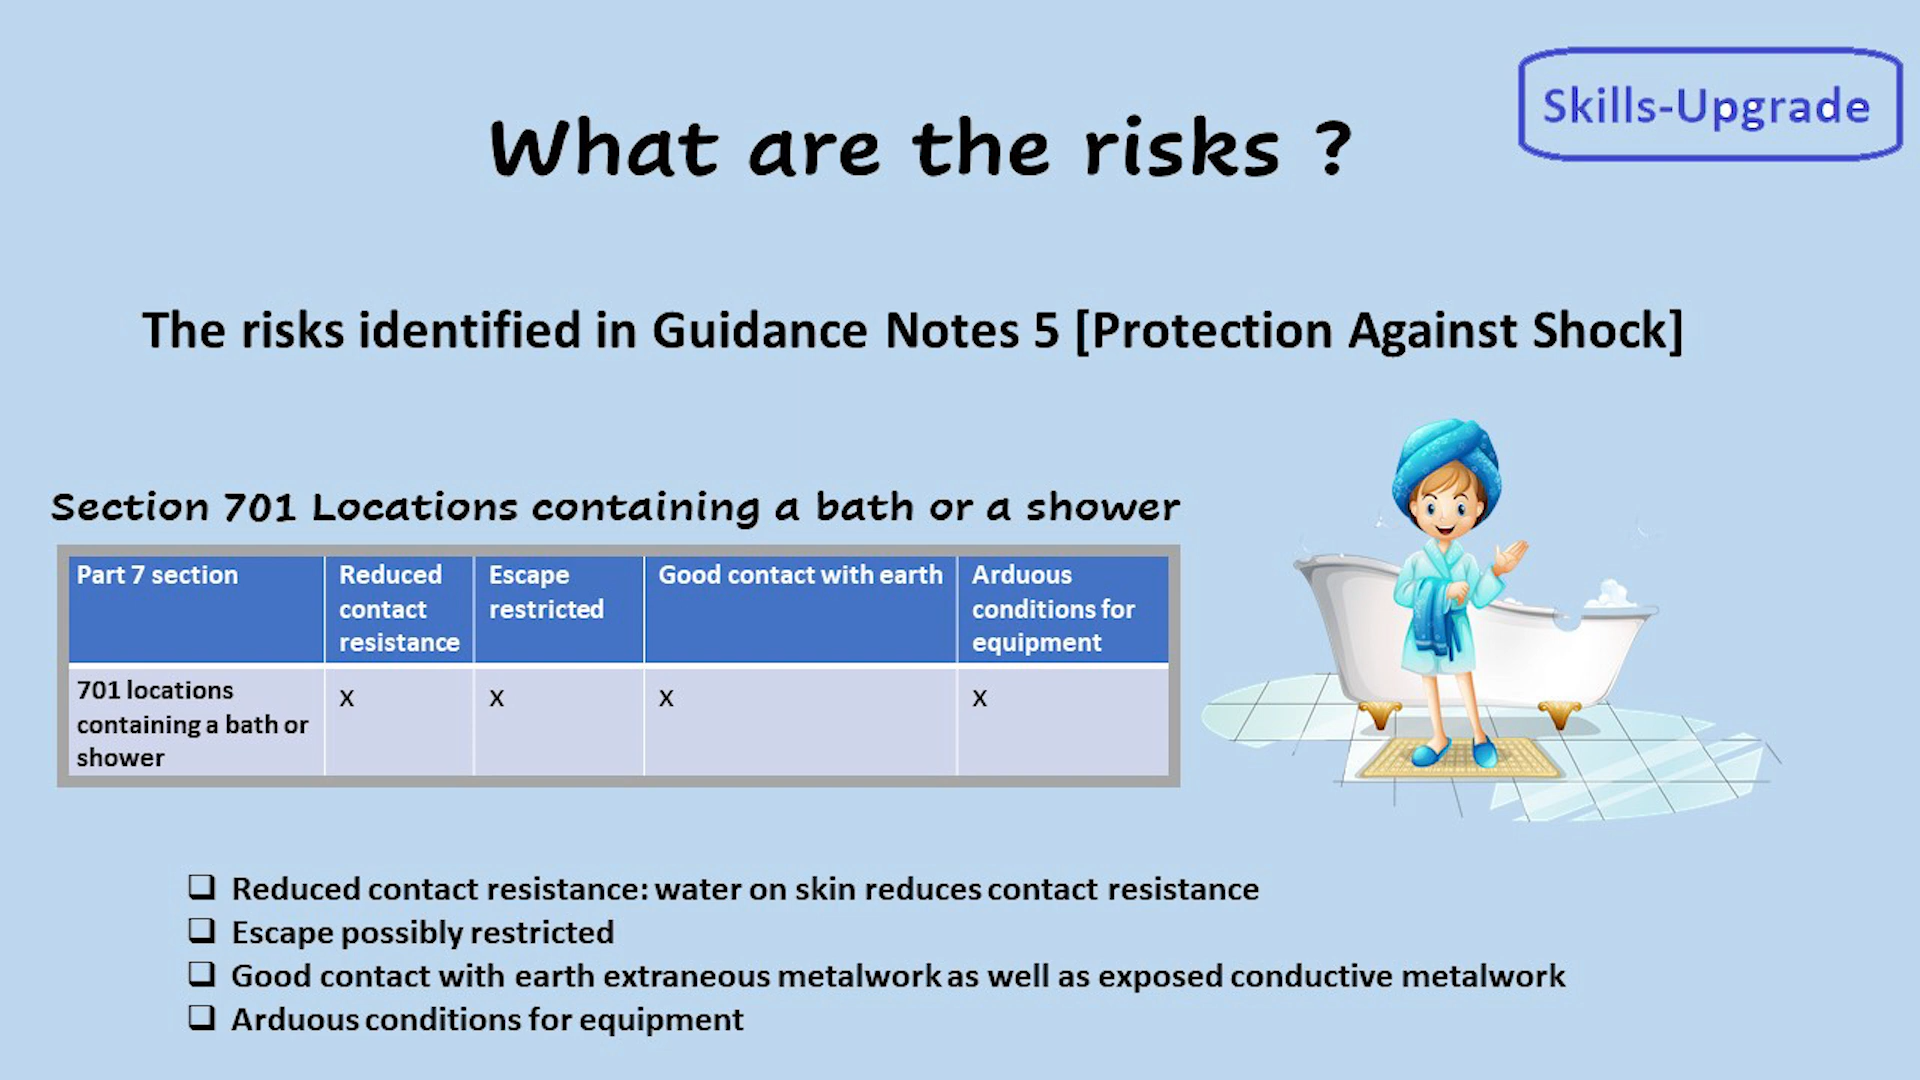 Skills-Upgrade
What are the risks ?
The risks identified in Guidance Notes 5 [Protection Against Shock]
Section 701 Locations containing a bath or a shower
Part 7 section
Reduced
contact
resistance
Escape
restricted
Good contact with earth
Arduous
conditions for
equipment
701 locations
containing a bath or
shower
x
x
x
x
Reduced contact resistance: water on skin reduces contact resistance
Escape possibly restricted
Good contact with earth extraneous metalwork as well as exposed conductive metalwork
Arduous conditions for equipment